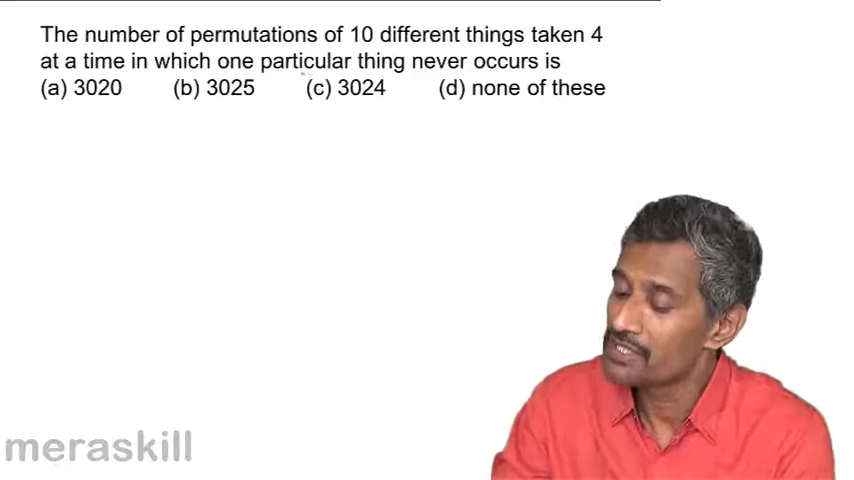 The number of permutations of 10 different things taken 4
at a time in which one particular thing never occurs is
(a) 3020 (b) 3025 (c) 3024 (d) none of these
meraskill